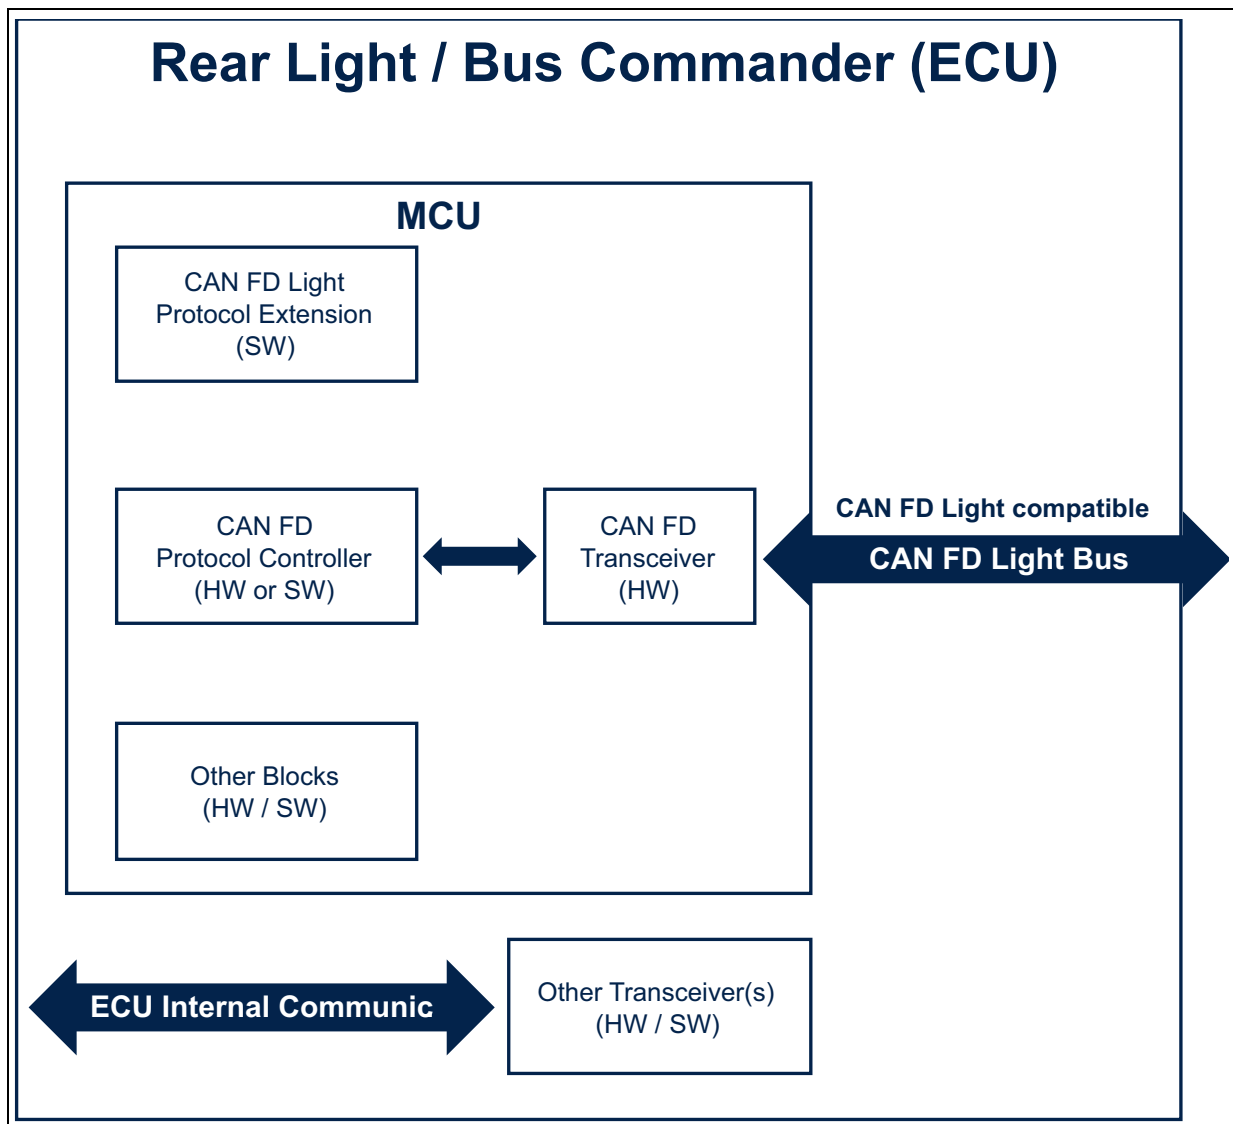 Rear Light / Bus Commander (ECU)
MCU
CAN FD Light
Protocol Extension
(SW)
CAN FD
Protocol Controller
(HW or SW)
CAN FD
Transceiver
(HW)
CAN FD Light compatible
CAN FD Light Bus
Other Blocks
(HW / SW)
ECU Internal Communic
Other Transceiver(s)
(HW / SW)